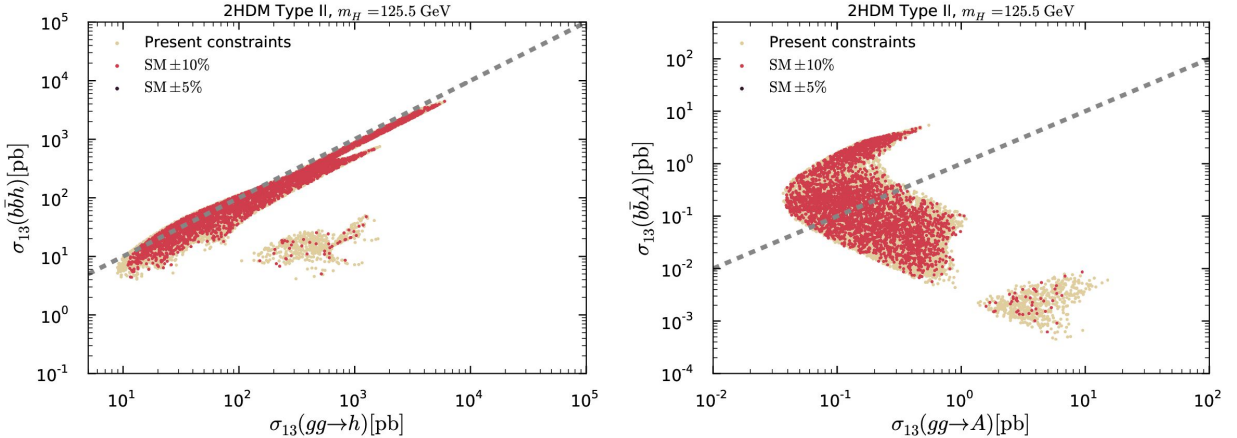 2HDM Type II, m_H = 125.5 GeV
Present constraints
SM ±10%
SM ±5%
10^5
10^4
10^3
10^2
10^1
10^0
10^-1
σ_13(bb̄h)[pb]
10^1
10^2
10^3
10^4
10^5
σ_13(gg→h)[pb]
2HDM Type II, m_H = 125.5 GeV
Present constraints
SM ±10%
SM ±5%
10^2
10^1
10^0
10^-1
10^-2
10^-3
10^-4
σ_13(bb̄A)[pb]
10^-2
10^-1
10^0
10^1
10^2
σ_13(gg→A)[pb]